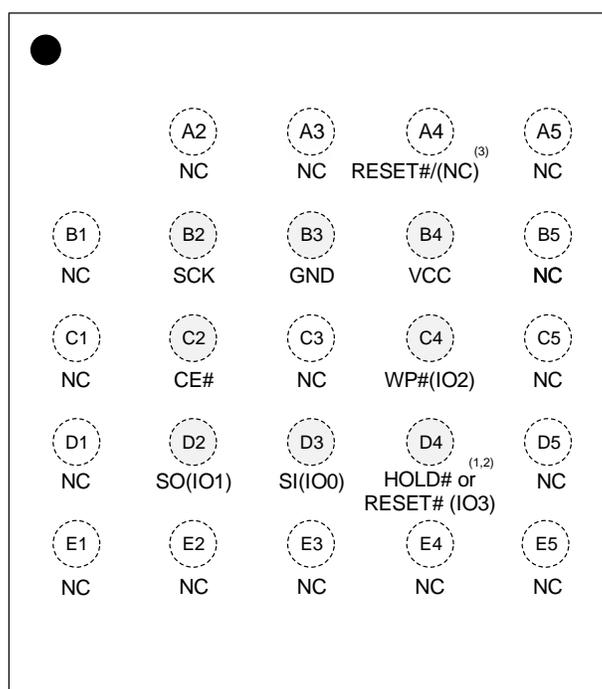 A2 A3 A4 A5
NC NC RESET#/(NC) (3) NC
B1 B2 B3 B4 B5
NC SCK GND VCC NC
C1 C2 C3 C4 C5
NC CE# NC WP#(IO2) NC
D1 D2 D3 D4 D5
NC SO(IO1) SI(IO0) HOLD# or (1,2) NC
RESET# (IO3)
E1 E2 E3 E4 E5
NC NC NC NC NC